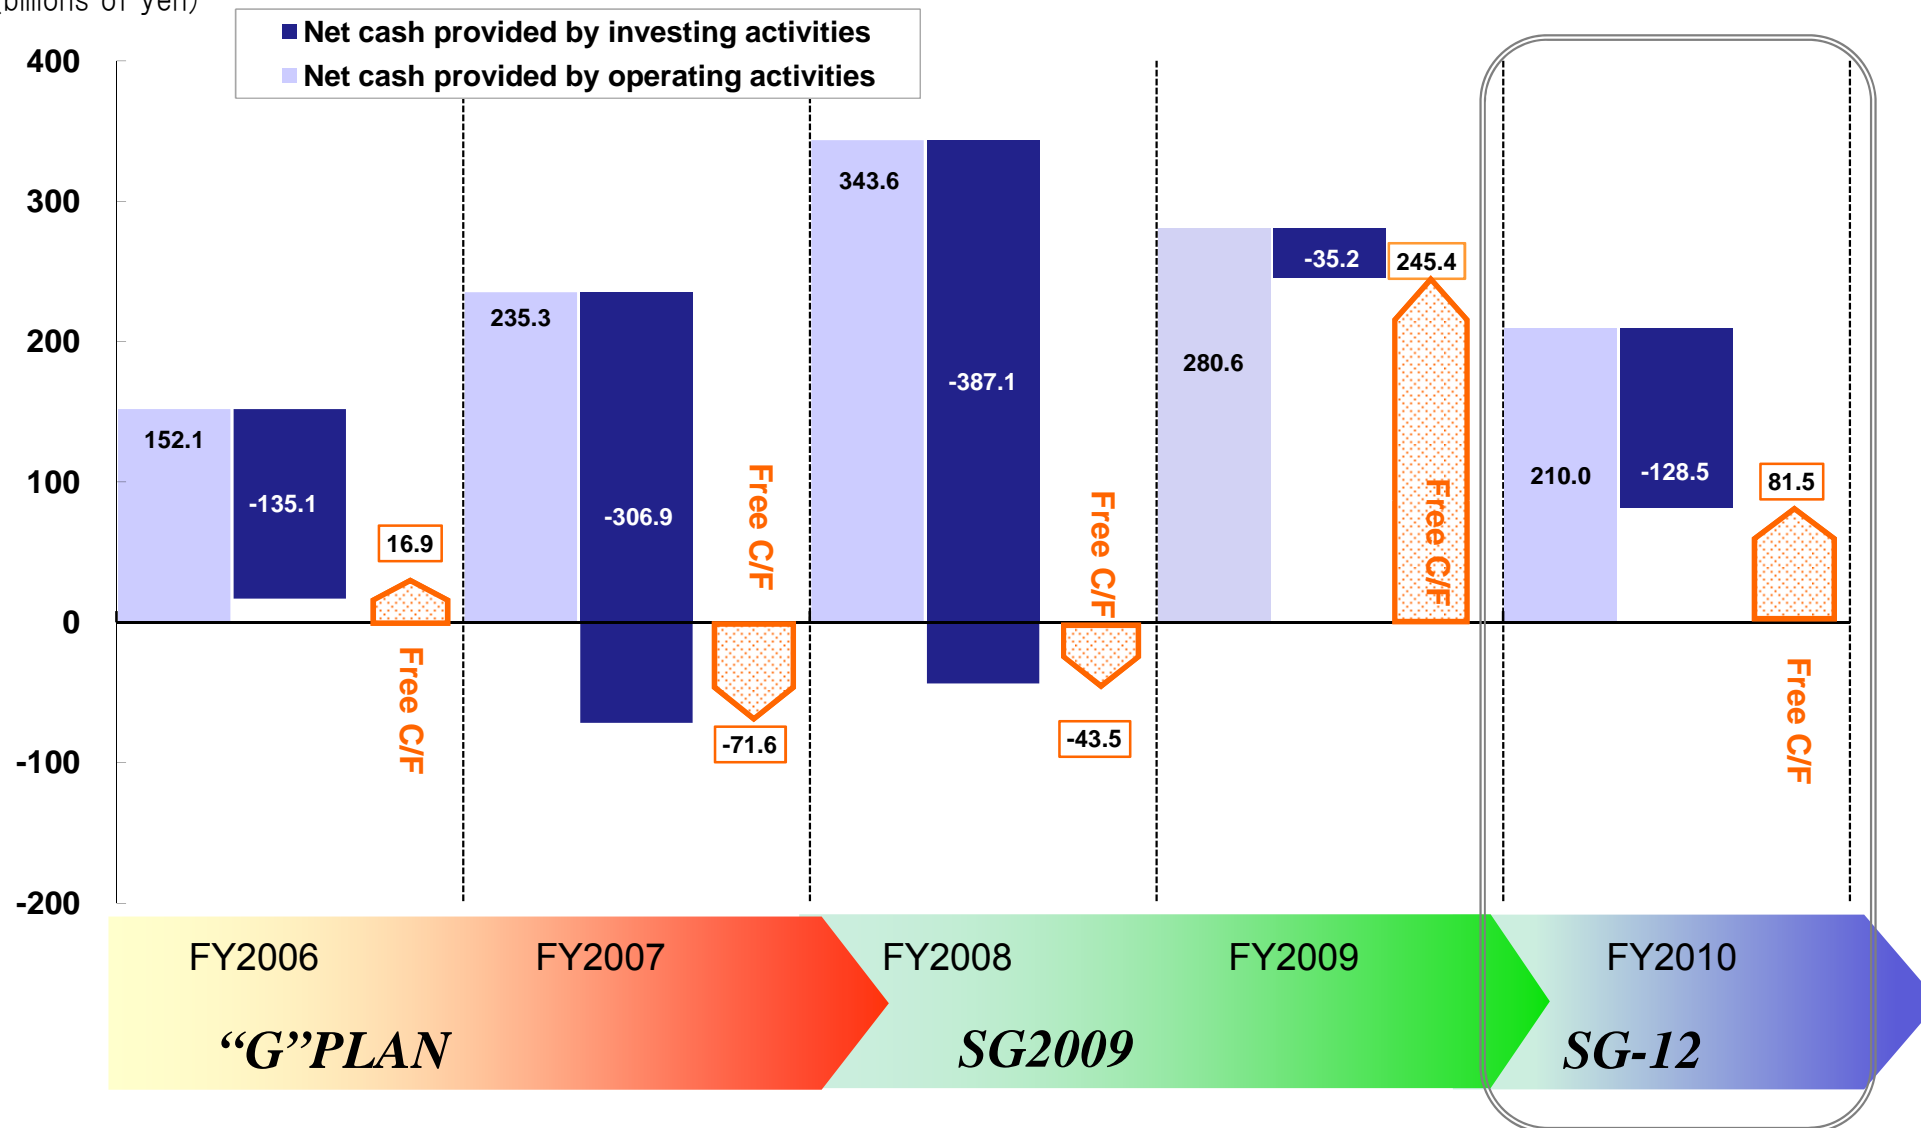 (billions of yen)
Net cash provided by investing activities
Net cash provided by operating activities
400
300
200
100
0
-100
-200
152.1
-135.1
16.9
Free C/F
235.3
-306.9
Free C/F
-71.6
343.6
-387.1
Free C/F
-43.5
280.6
-35.2
245.4
Free C/F
210.0
-128.5
81.5
Free C/F
FY2006
FY2007
FY2008
FY2009
FY2010
“G”PLAN
SG2009
SG-12